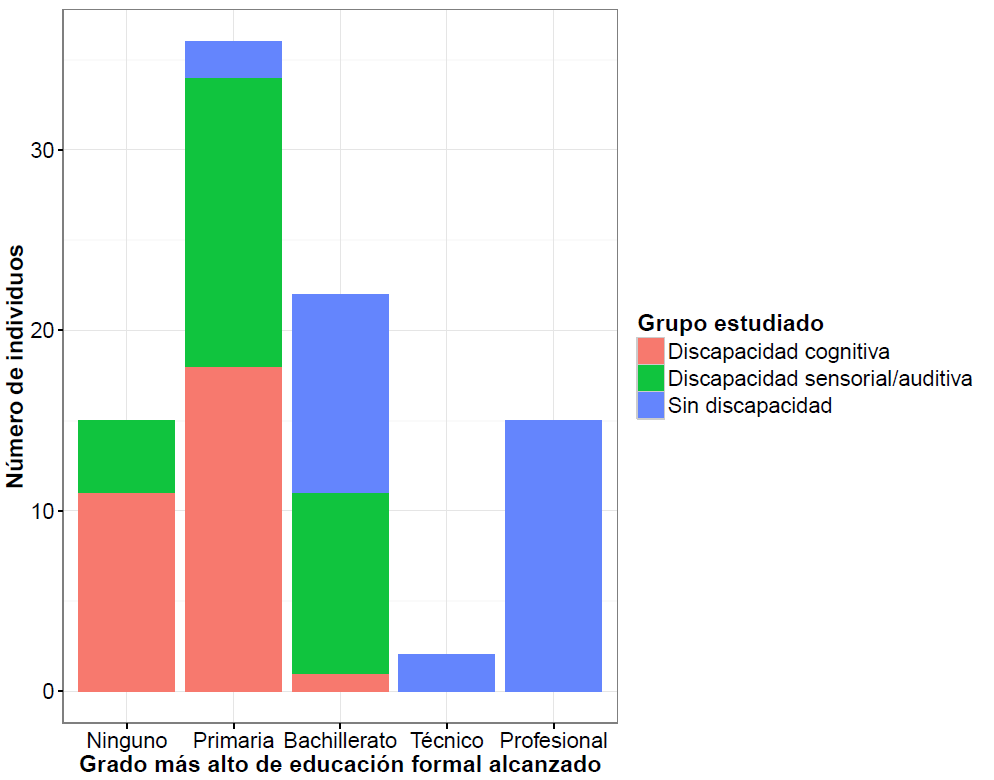 Número de individuos
30
20
10
0
Ninguno Primaria Bachillerato Técnico Profesional
Grado más alto de educación formal alcanzado
Grupo estudiado
Discapacidad cognitiva
Discapacidad sensorial/auditiva
Sin discapacidad